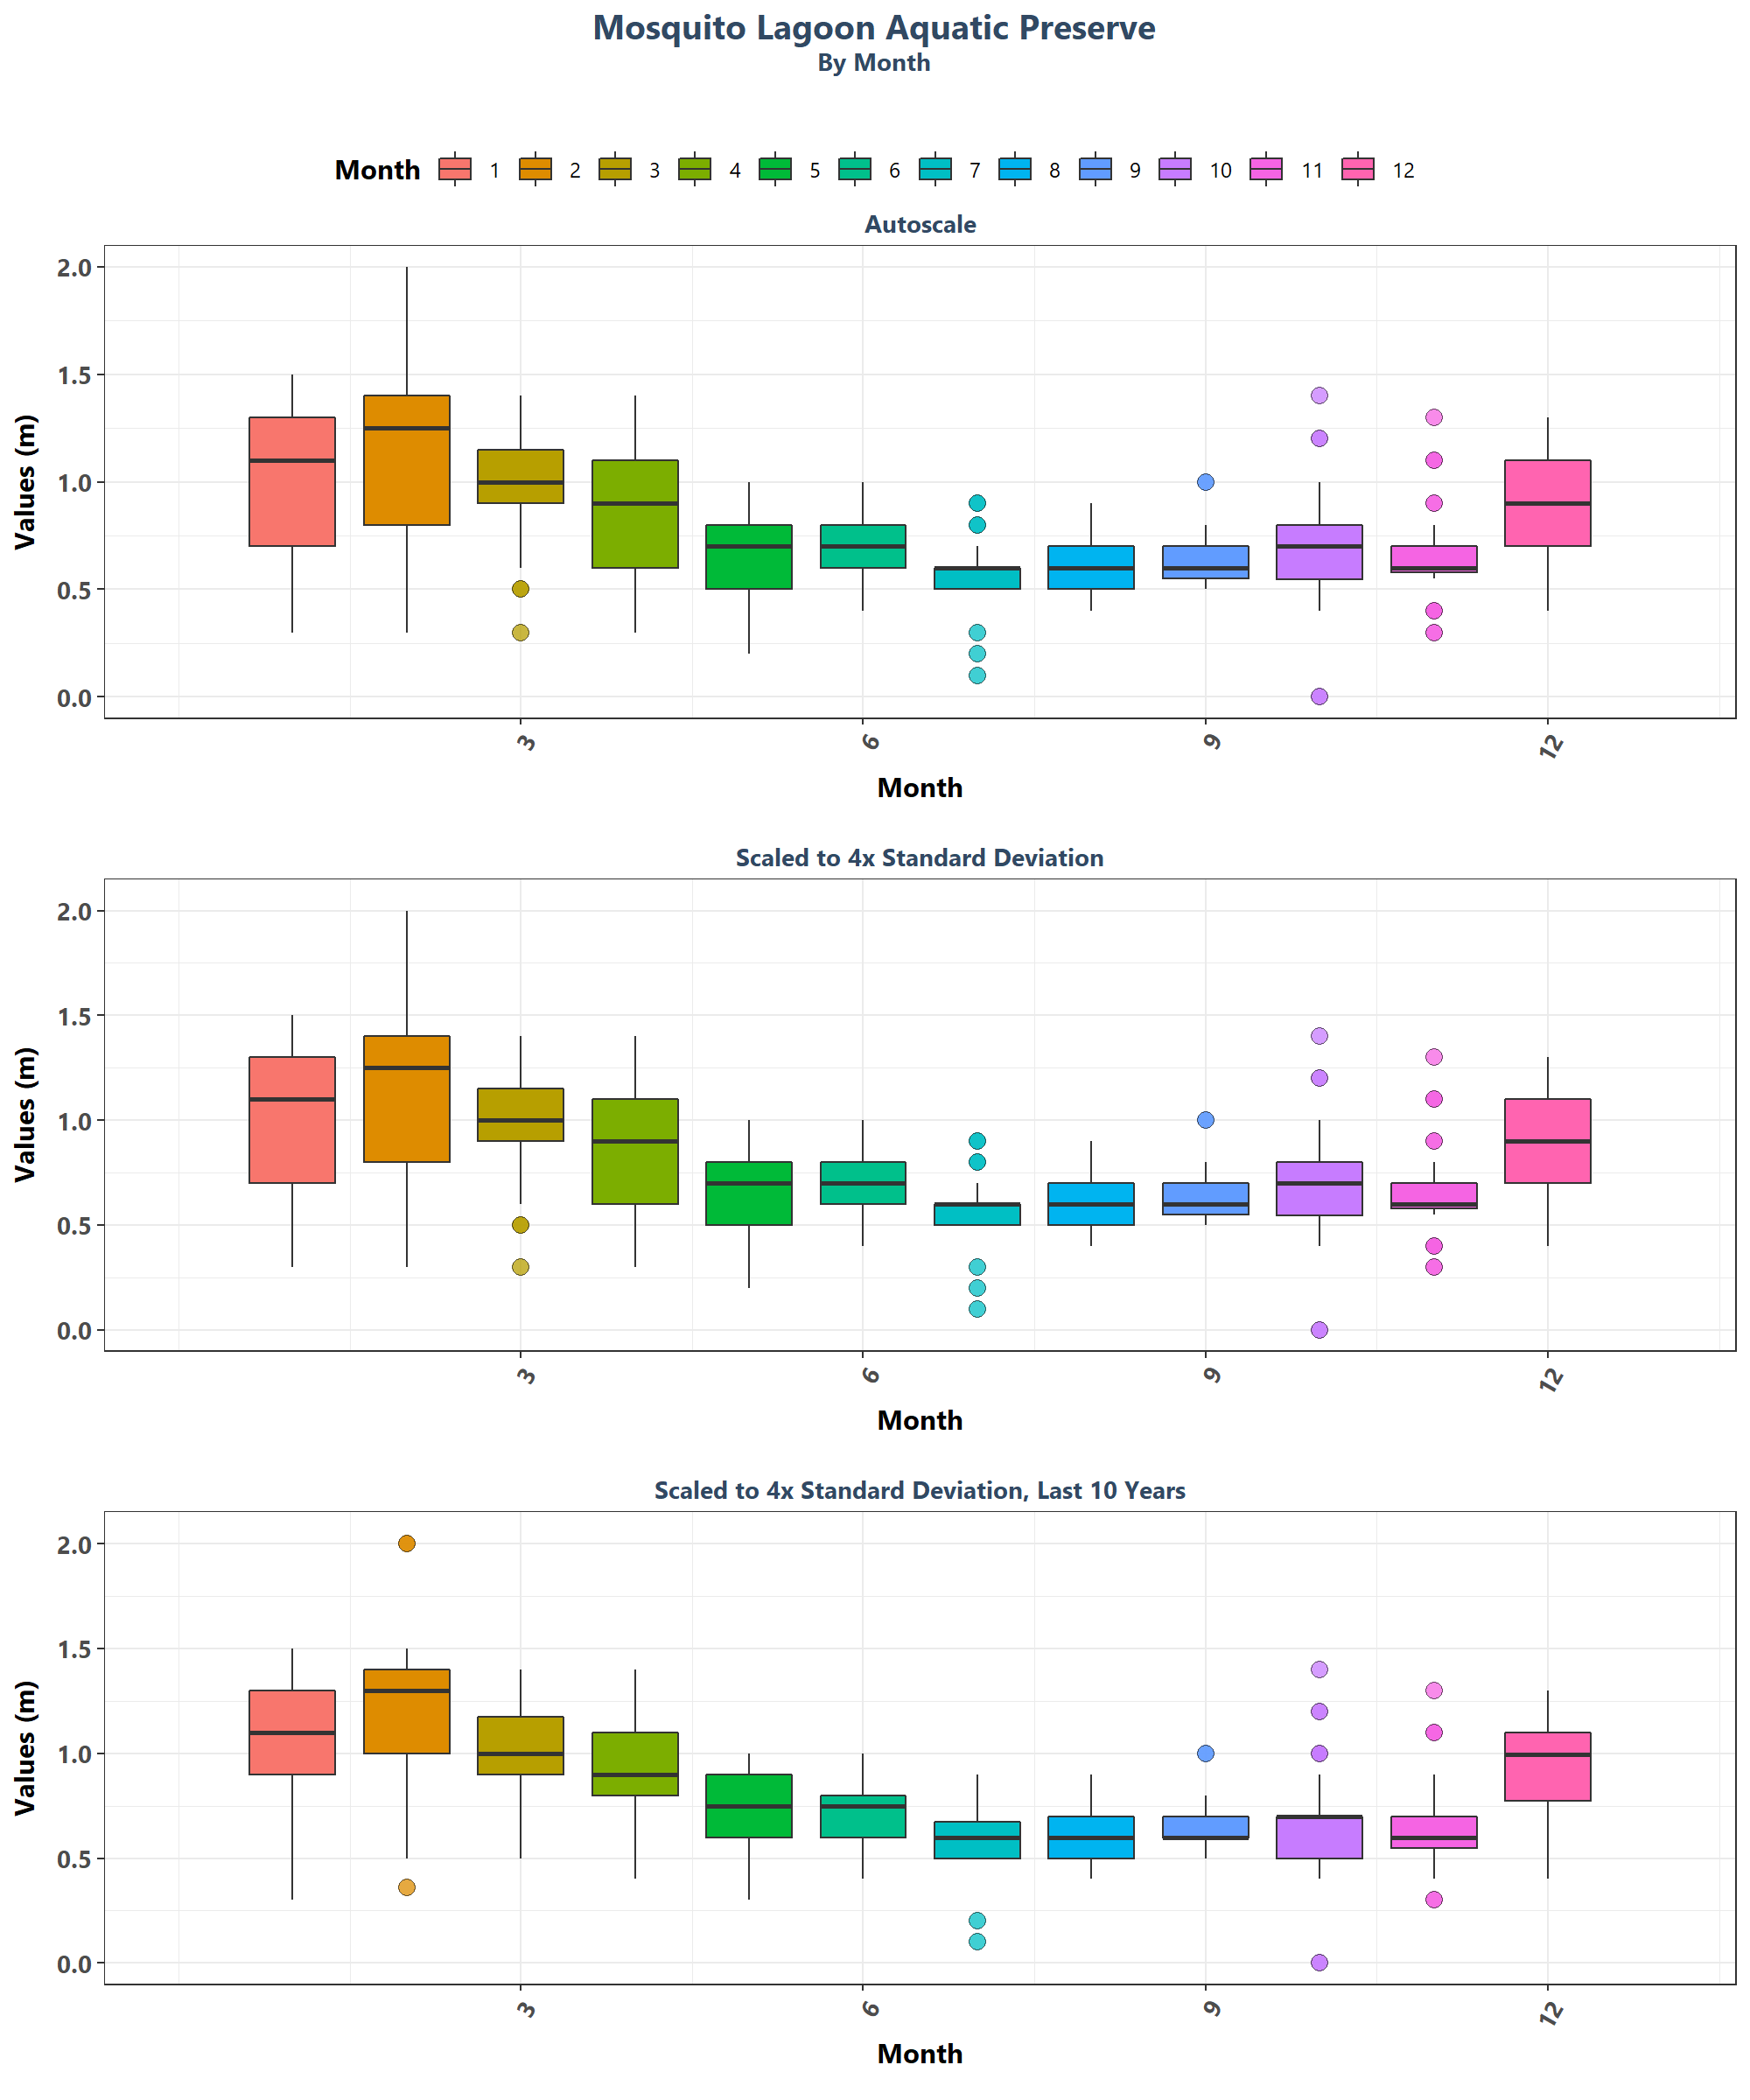 Mosquito Lagoon Aquatic Preserve
By Month
Month 1 2 3 4 5 6 7 8 9 10 11 12
Autoscale
Values (m)
2.0
1.5
1.0
0.5
0.0
3 6 9 12
Month
Scaled to 4x Standard Deviation
Values (m)
2.0
1.5
1.0
0.5
0.0
3 6 9 12
Month
Scaled to 4x Standard Deviation, Last 10 Years
Values (m)
2.0
1.5
1.0
0.5
0.0
3 6 9 12
Month